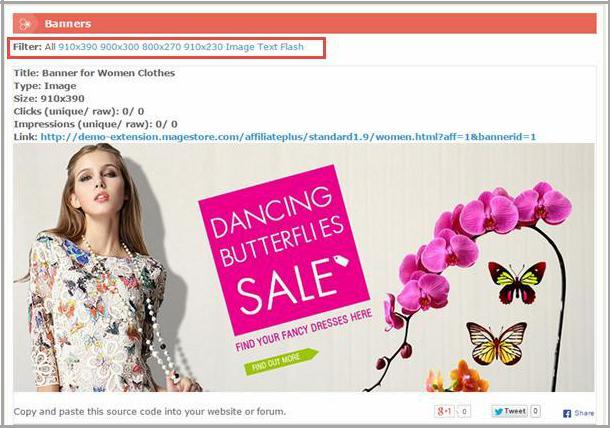 Banners
Filter: All 910x390 900x300 800x270 910x230 Image Text Flash
Title: Banner for Women Clothes
Type: Image
Size: 910x390
Clicks (unique/ raw): 0/ 0
Impressions (unique/ raw): 0/ 0
Link: http://demo-extension.magestore.com/affiliateplus/standard1.9/women.html?aff=1&bannerid=1
DANCING
BUTTERFLIES
SALE
FIND YOUR FANCY DRESSES HERE
FIND OUT MORE
Copy and paste this source code into your website or forum.
g+1 0 Tweet 0 Share